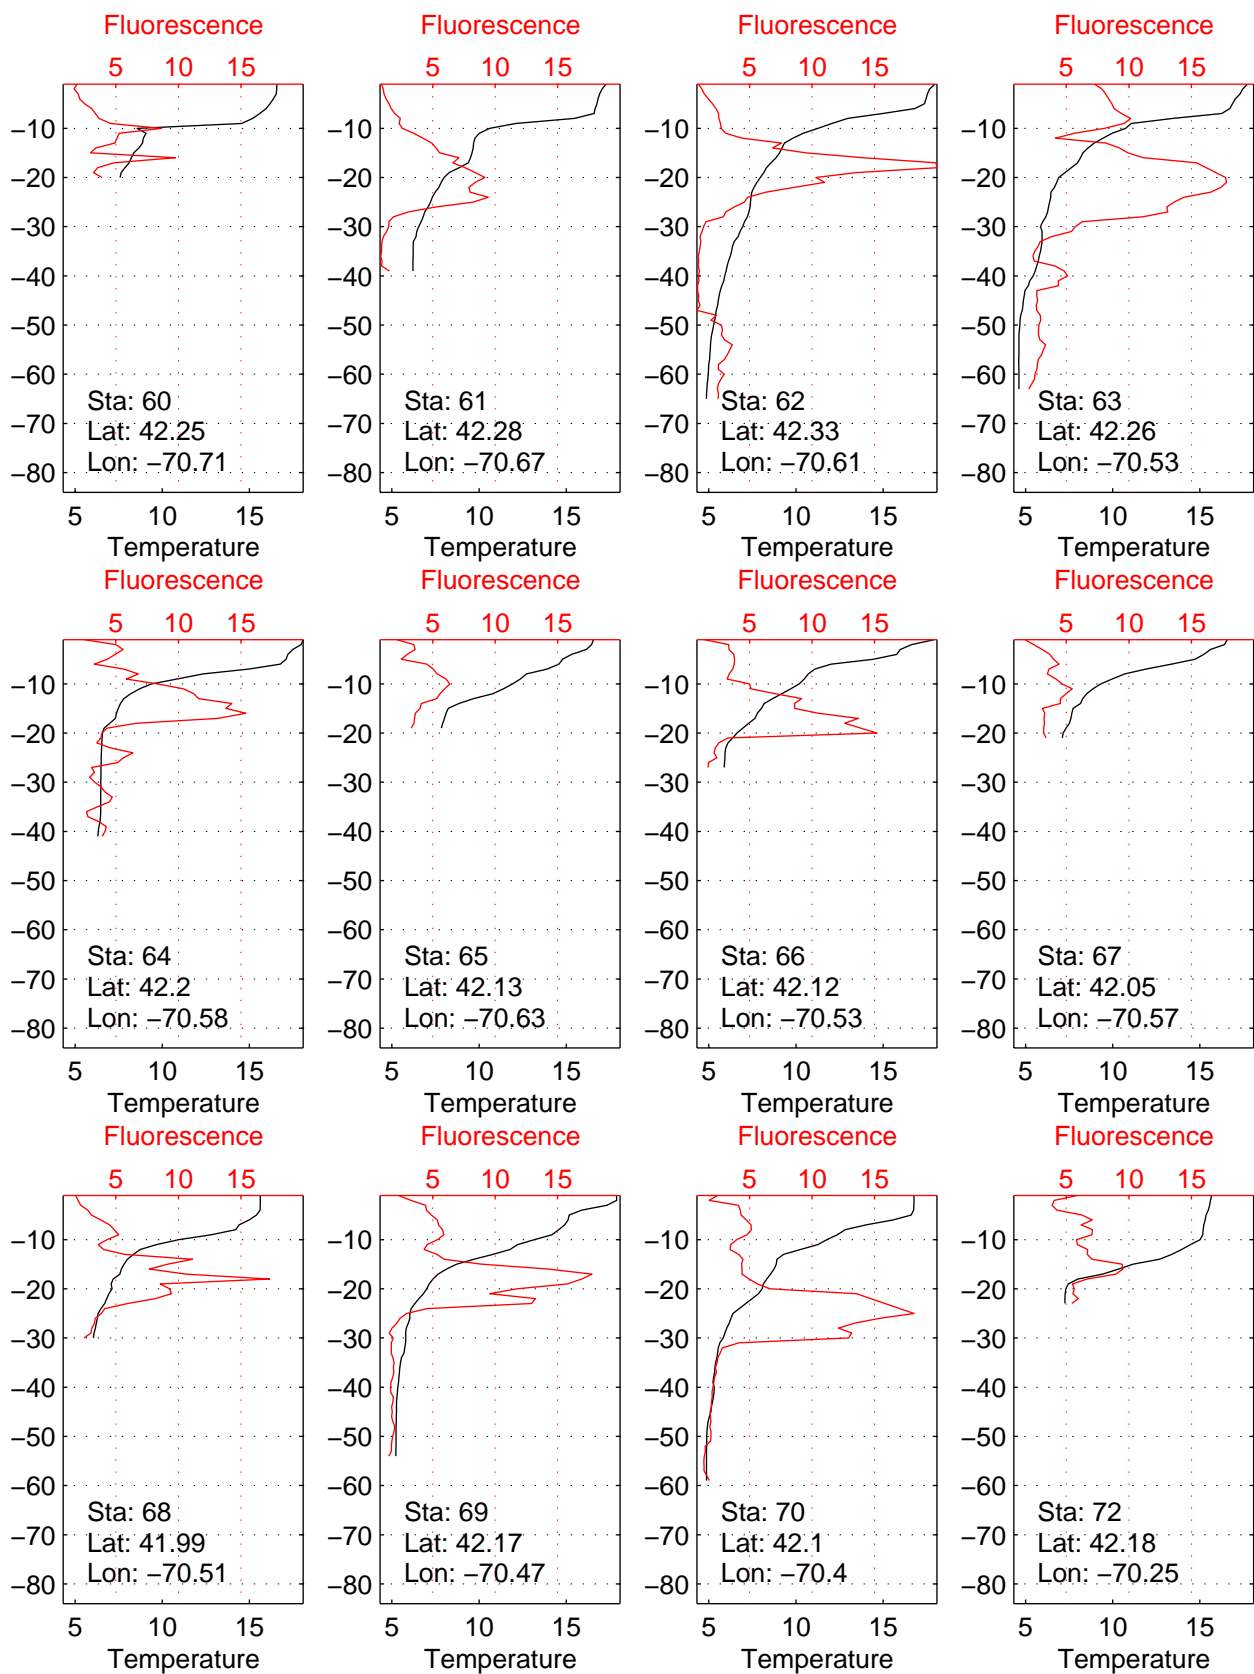 Fluorescence Fluorescence Fluorescence Fluorescence
5 10 15 5 10 15 5 10 15 5 10 15
−10 −10 −10 −10
−20 −20 −20 −20
−30 −30 −30 −30
−40 −40 −40 −40
−50 −50 −50 −50
−60 −60 −60 −60
Sta: 60 Sta: 61 Sta: 62 Sta: 63
−70 −70 −70 −70
Lat: 42.25 Lat: 42.28 Lat: 42.33 Lat: 42.26
Lon: −70.71 Lon: −70.67 Lon: −70.61 Lon: −70.53
−80 −80 −80 −80
5 10 15 5 10 15 5 10 15 5 10 15
Temperature Temperature Temperature Temperature
Fluorescence Fluorescence Fluorescence Fluorescence
5 10 15 5 10 15 5 10 15 5 10 15
−10 −10 −10 −10
−20 −20 −20 −20
−30 −30 −30 −30
−40 −40 −40 −40
−50 −50 −50 −50
−60 −60 −60 −60
Sta: 64 Sta: 65 Sta: 66 Sta: 67
−70 −70 −70 −70
Lat: 42.2 Lat: 42.13 Lat: 42.12 Lat: 42.05
Lon: −70.58 Lon: −70.63 Lon: −70.53 Lon: −70.57
−80 −80 −80 −80
5 10 15 5 10 15 5 10 15 5 10 15
Temperature Temperature Temperature Temperature
Fluorescence Fluorescence Fluorescence Fluorescence
5 10 15 5 10 15 5 10 15 5 10 15
−10 −10 −10 −10
−20 −20 −20 −20
−30 −30 −30 −30
−40 −40 −40 −40
−50 −50 −50 −50
−60 −60 −60 −60
Sta: 68 Sta: 69 Sta: 70 Sta: 72
−70 −70 −70 −70
Lat: 41.99 Lat: 42.17 Lat: 42.1 Lat: 42.18
Lon: −70.51 Lon: −70.47 Lon: −70.4 Lon: −70.25
−80 −80 −80 −80
5 10 15 5 10 15 5 10 15 5 10 15
Temperature Temperature Temperature Temperature